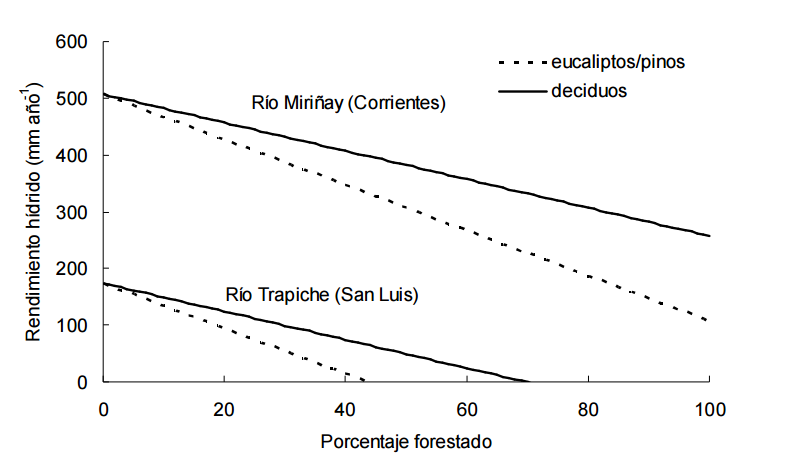 600
500
400
300
200
100
0
Rendimiento hídrido (mm año-1)
eucaliptos/pinos
deciduos
Río Miriñay (Corrientes)
Río Trapiche (San Luis)
0 20 40 60 80 100
Porcentaje forestado